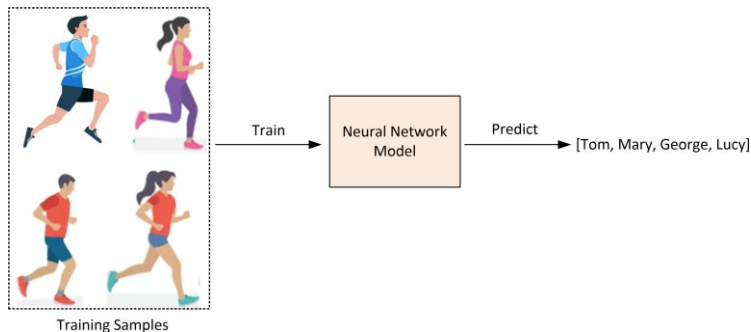 Train
Neural Network
Model
Predict
[Tom, Mary, George, Lucy]
Training Samples